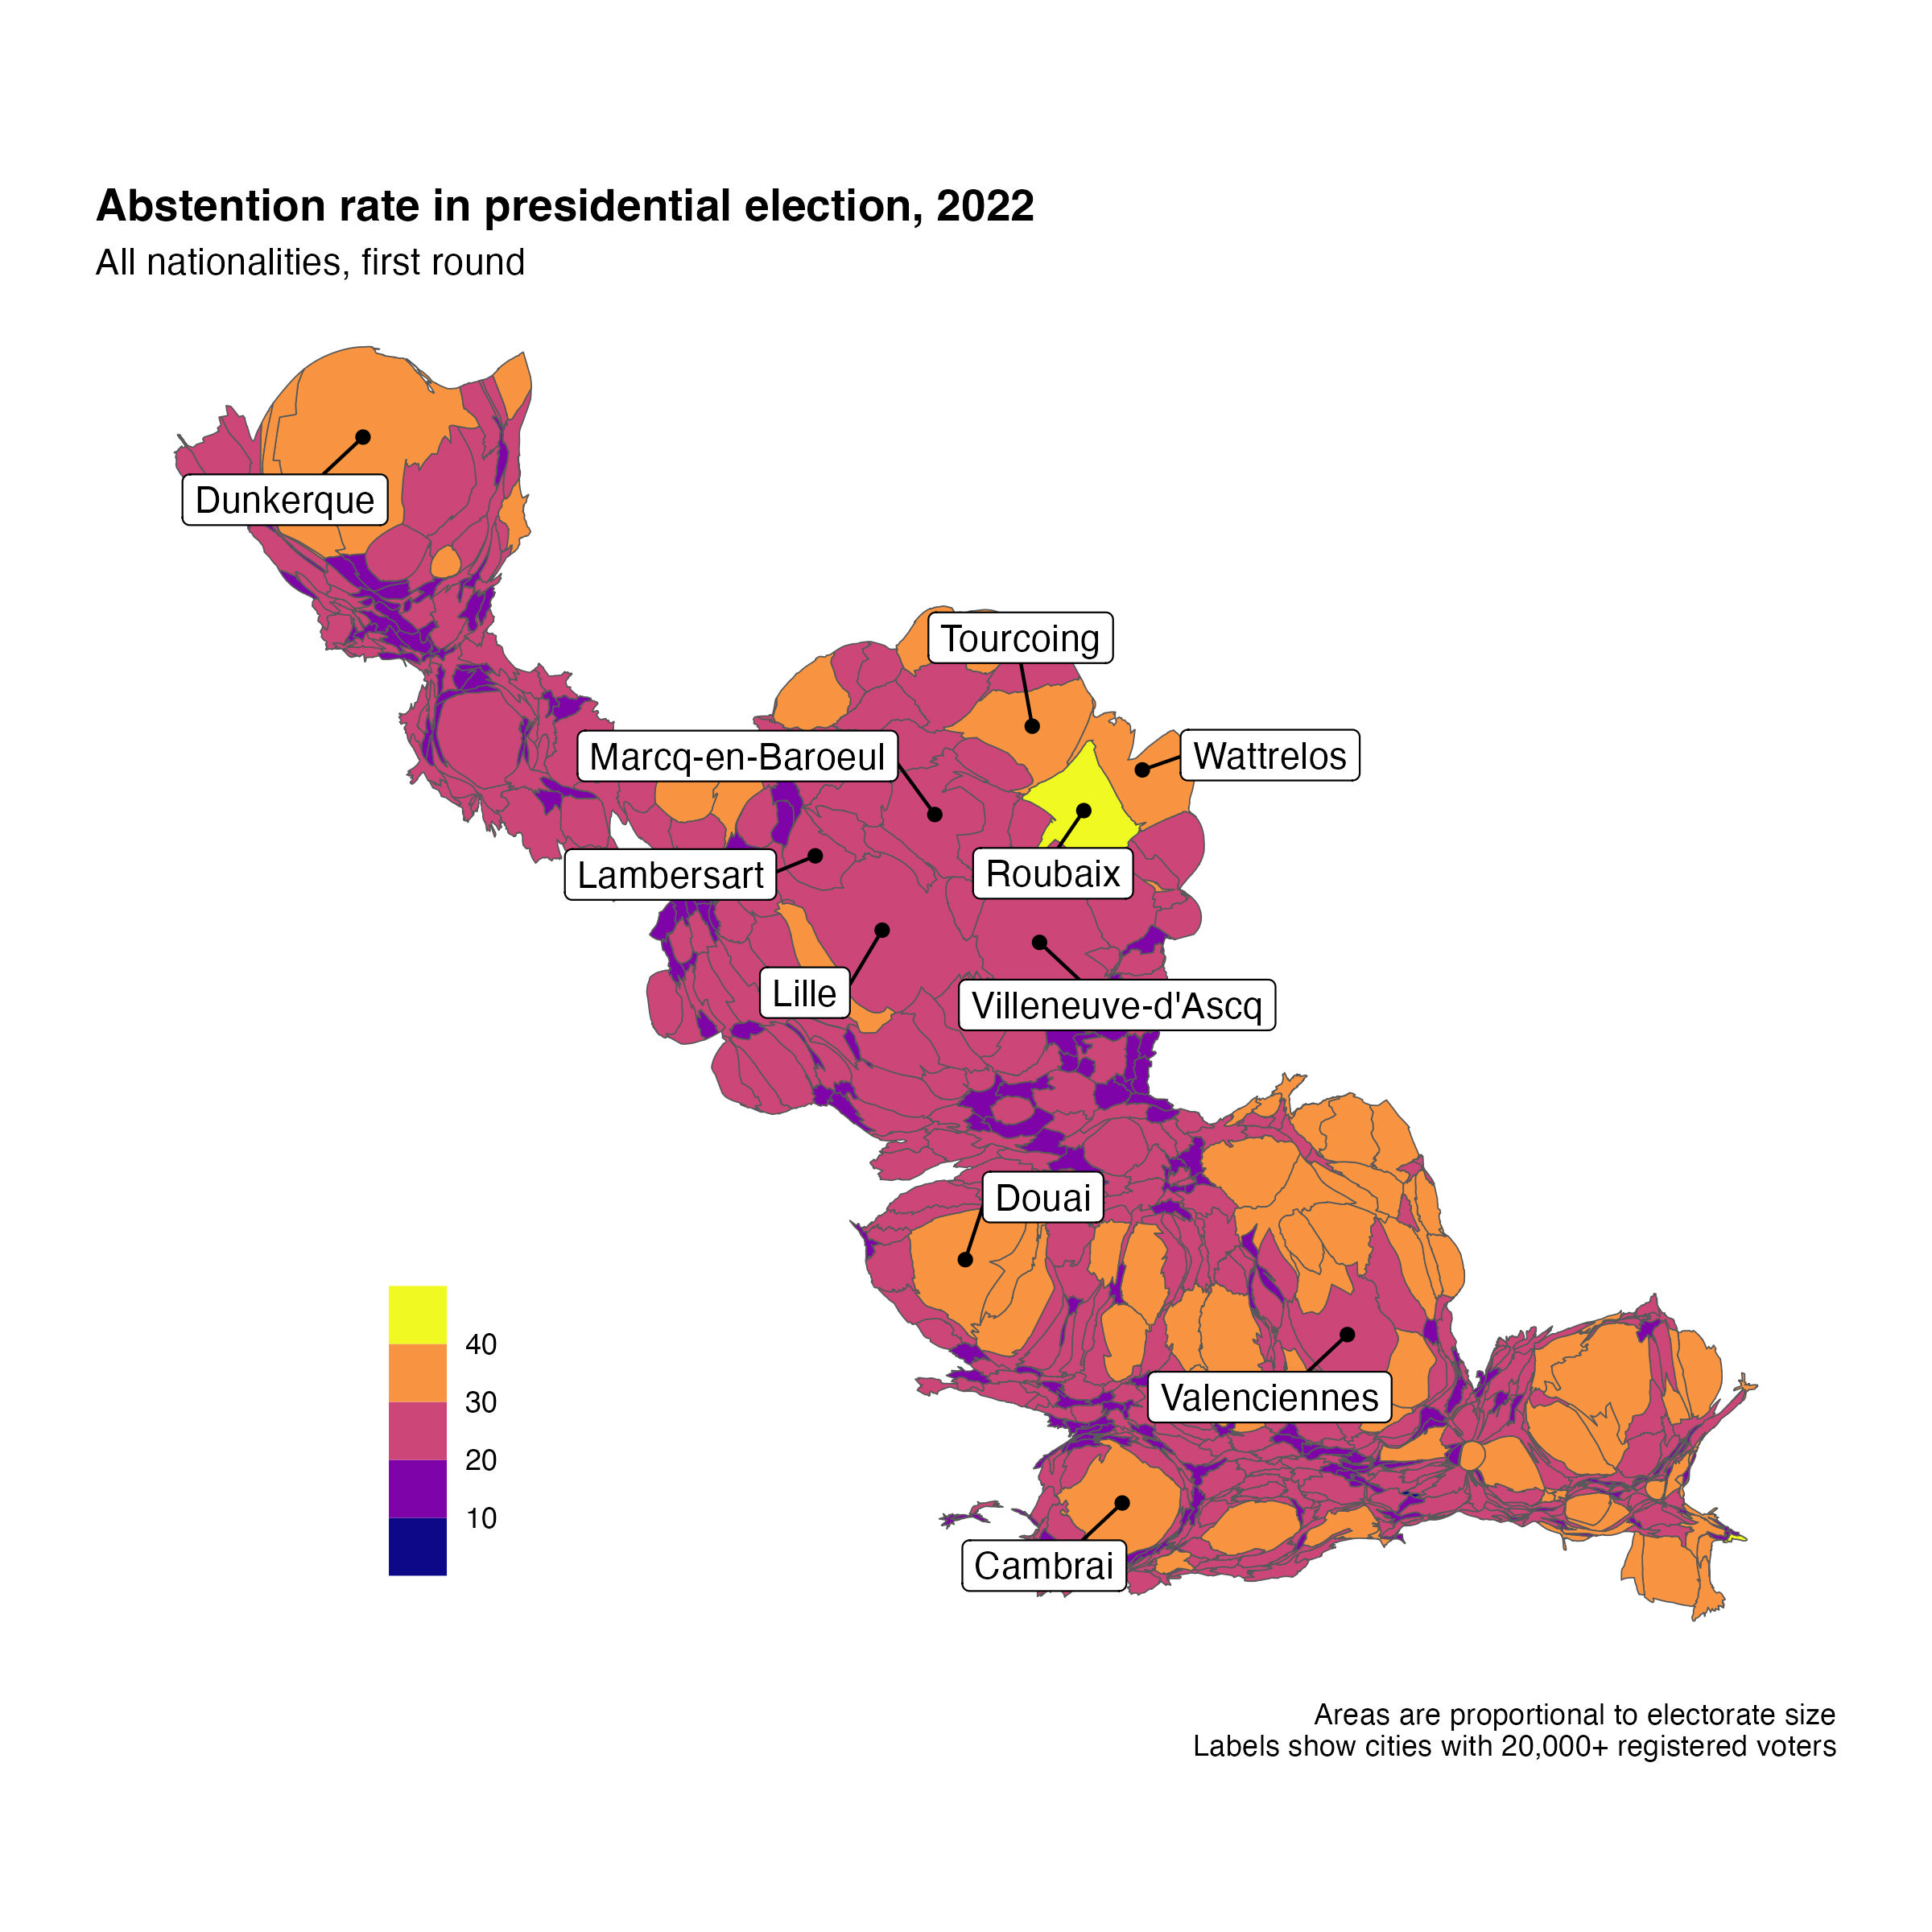 Abstention rate in presidential election, 2022
All nationalities, first round
Dunkerque
Tourcoing
Marcq-en-Baroeul
Wattrelos
Lambersart
Roubaix
Lille
Villeneuve-d'Ascq
Douai
Valenciennes
Cambrai
40
30
20
10
Areas are proportional to electorate size
Labels show cities with 20,000+ registered voters